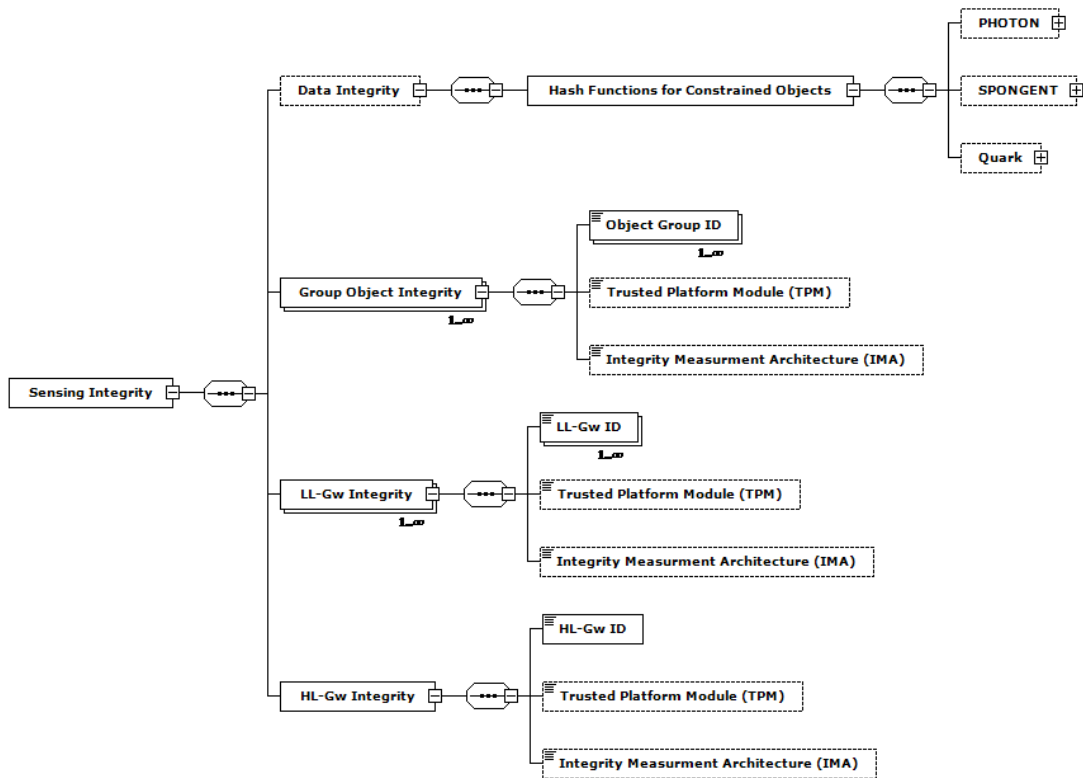 PHOTON
Data Integrity
Hash Functions for Constrained Objects
SPONGENT
Quark
Object Group ID
1..∞
Group Object Integrity
1..∞
Trusted Platform Module (TPM)
Integrity Measurment Architecture (IMA)
Sensing Integrity
LL-Gw ID
1..∞
LL-Gw Integrity
1..∞
Trusted Platform Module (TPM)
Integrity Measurment Architecture (IMA)
HL-Gw ID
HL-Gw Integrity
Trusted Platform Module (TPM)
Integrity Measurment Architecture (IMA)